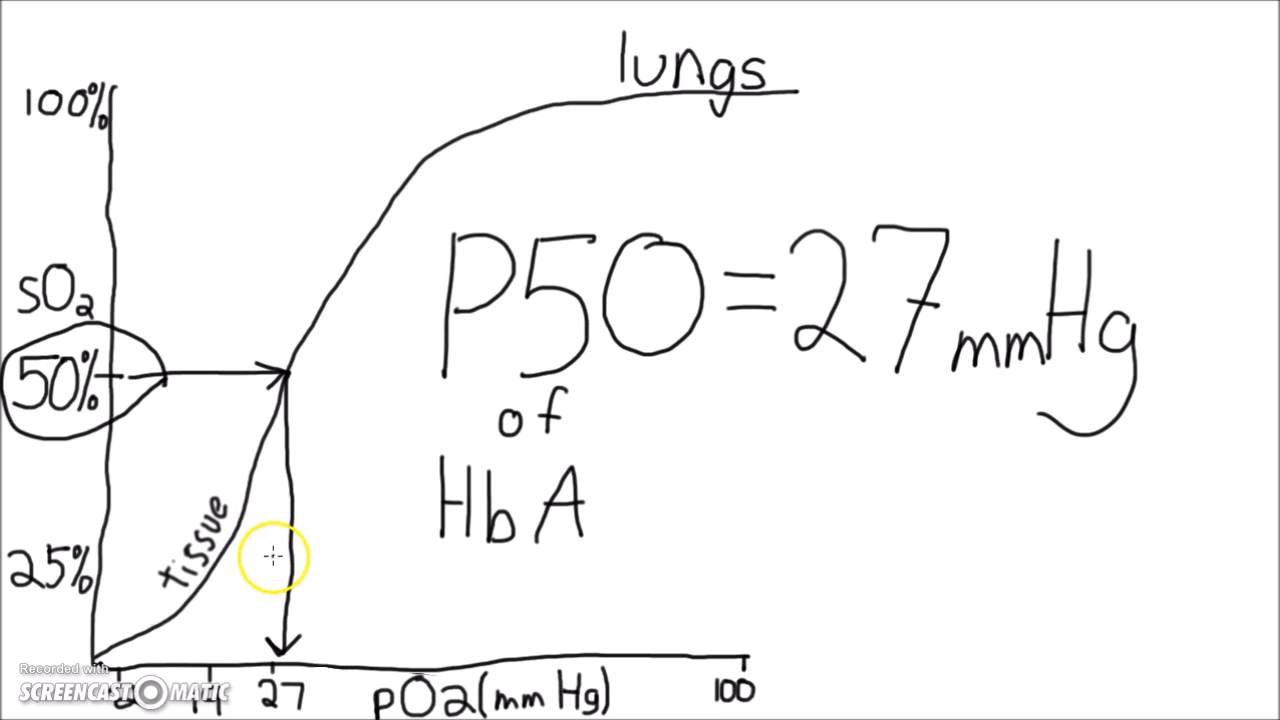 lungs
100%
P50=27 mmHg
sO2
50%
of
HbA
tissue
25%
27
pO2(mm Hg)
100
Recorded with
SCREENCAST MATIC